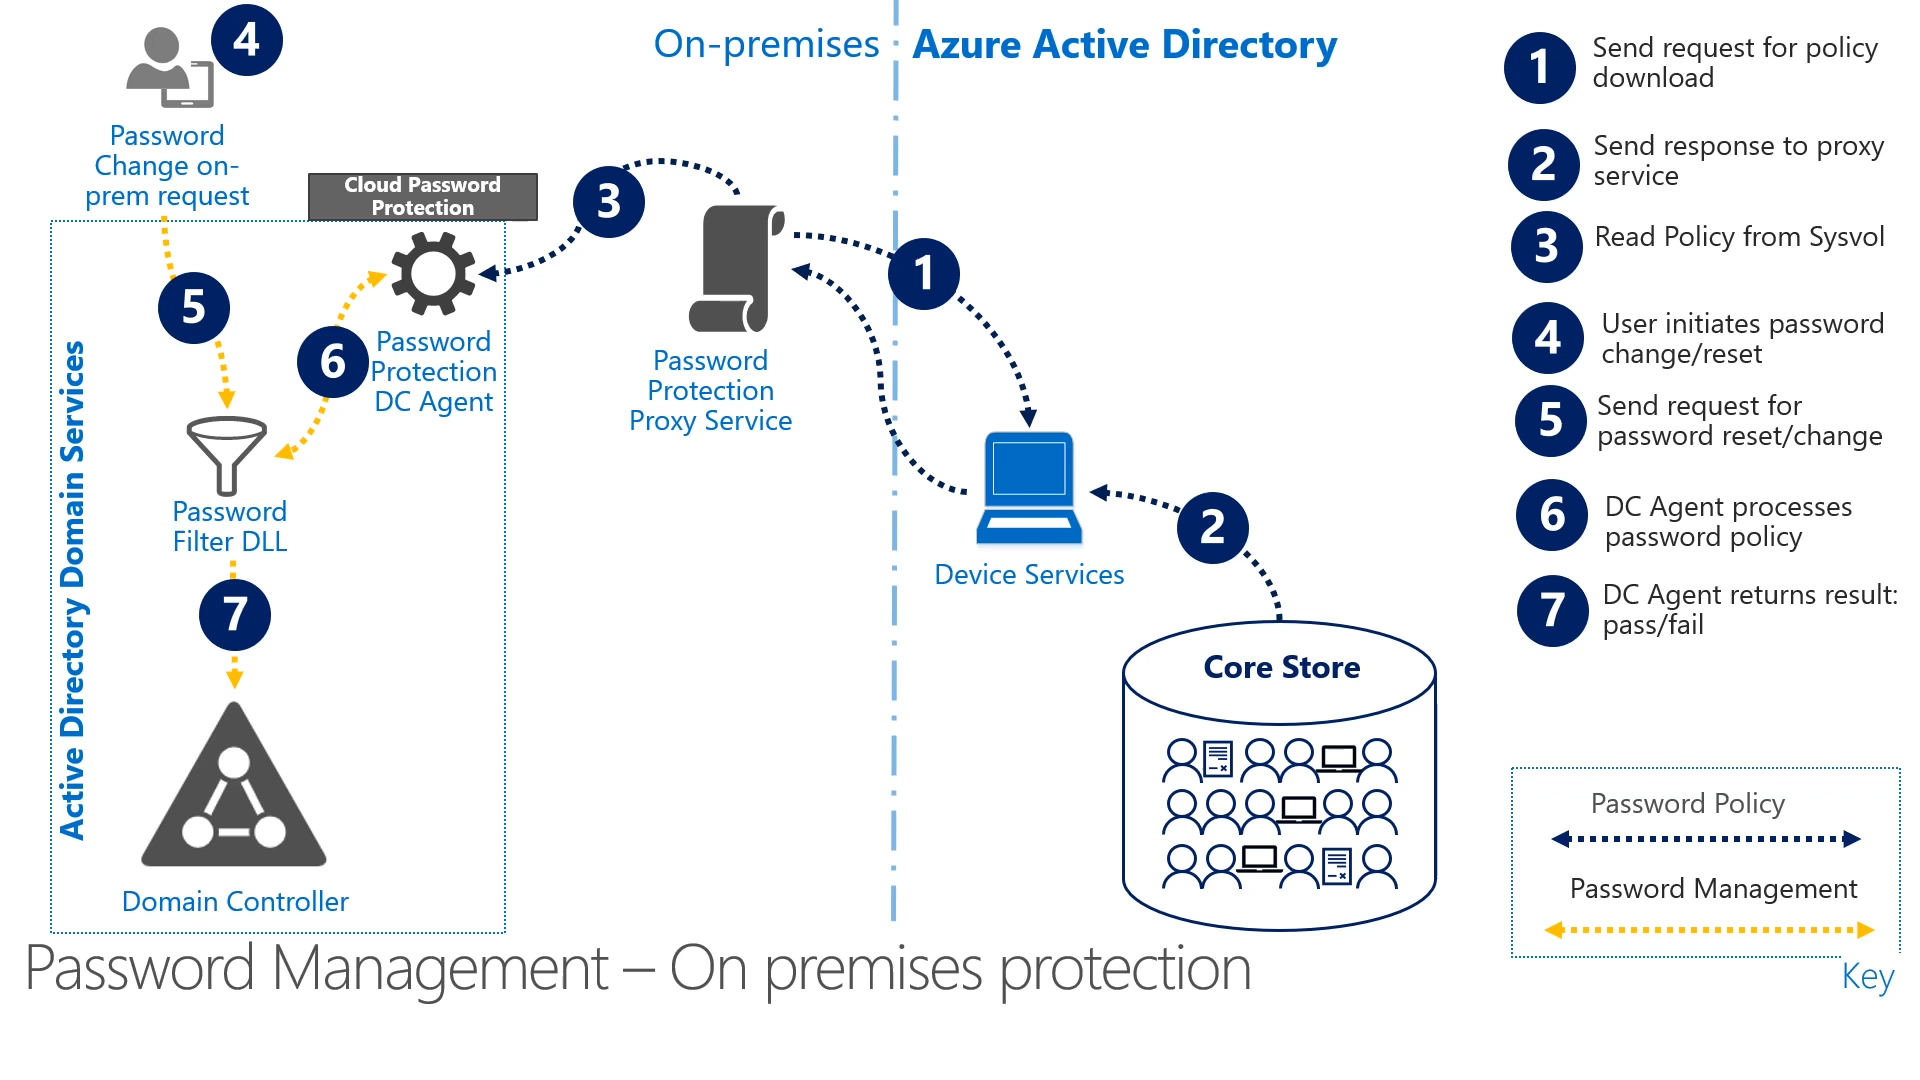 4
On-premises
Azure Active Directory
Password
Change on-
prem request
Cloud Password
Protection
3
1
5
6
Password
Protection
DC Agent
Password
Protection
Proxy Service
Active Directory Domain Services
Password
Filter DLL
2
Device Services
7
Core Store
Domain Controller
Password Management – On premises protection
1
Send request for policy
download
2
Send response to proxy
service
3
Read Policy from Sysvol
4
User initiates password
change/reset
5
Send request for
password reset/change
6
DC Agent processes
password policy
7
DC Agent returns result:
pass/fail
Password Policy
Password Management
Key